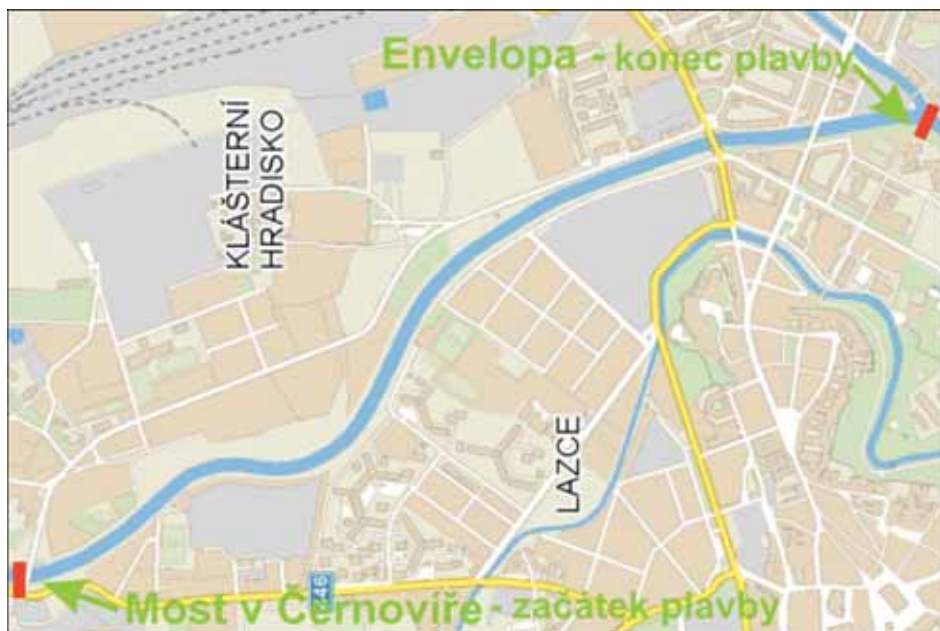 Envelopa - konec plavby
KLÁŠTERNÍ
HRADISKO
LAZCE
46
Most v Černovíře - začátek plavby